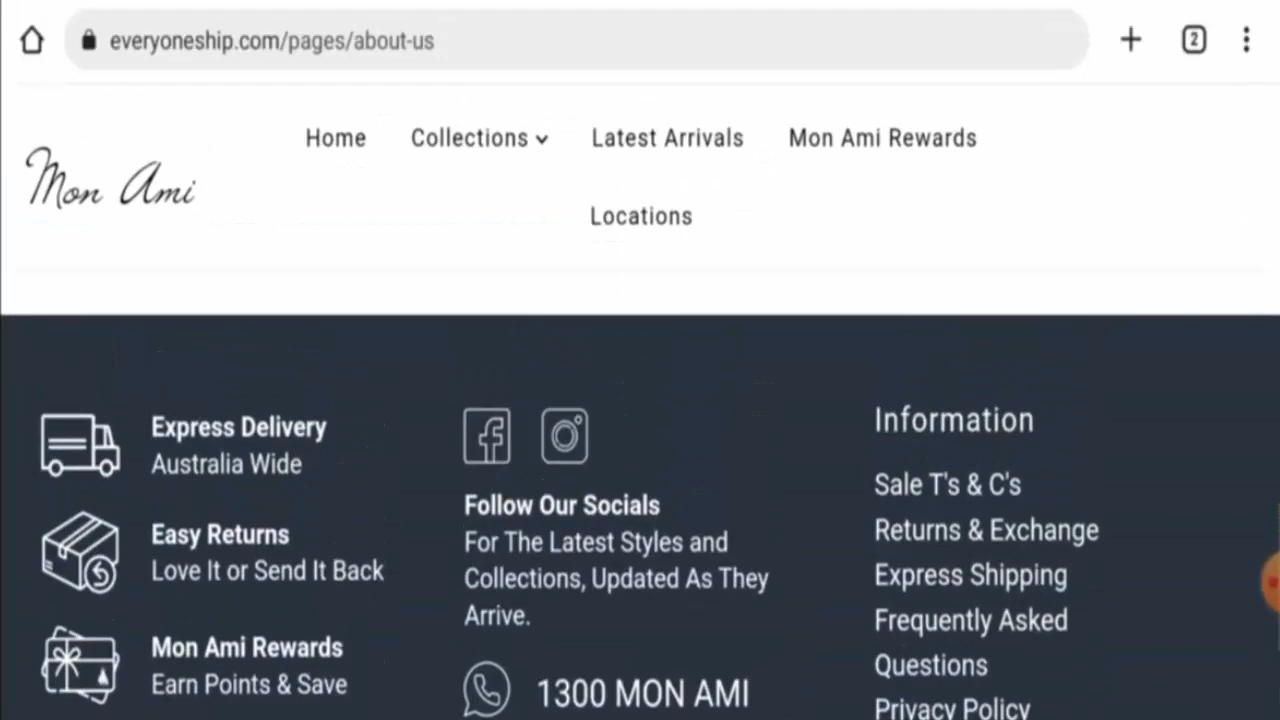 everyoneship.com/pages/about-us
2
Home Collections Latest Arrivals Mon Ami Rewards
Mon Ami
Locations
Express Delivery
Australia Wide
Easy Returns
Love It or Send It Back
Mon Ami Rewards
Earn Points & Save
Follow Our Socials
For The Latest Styles and
Collections, Updated As They
Arrive.
1300 MON AMI
Information
Sale T's & C's
Returns & Exchange
Express Shipping
Frequently Asked
Questions
Privacy Policy